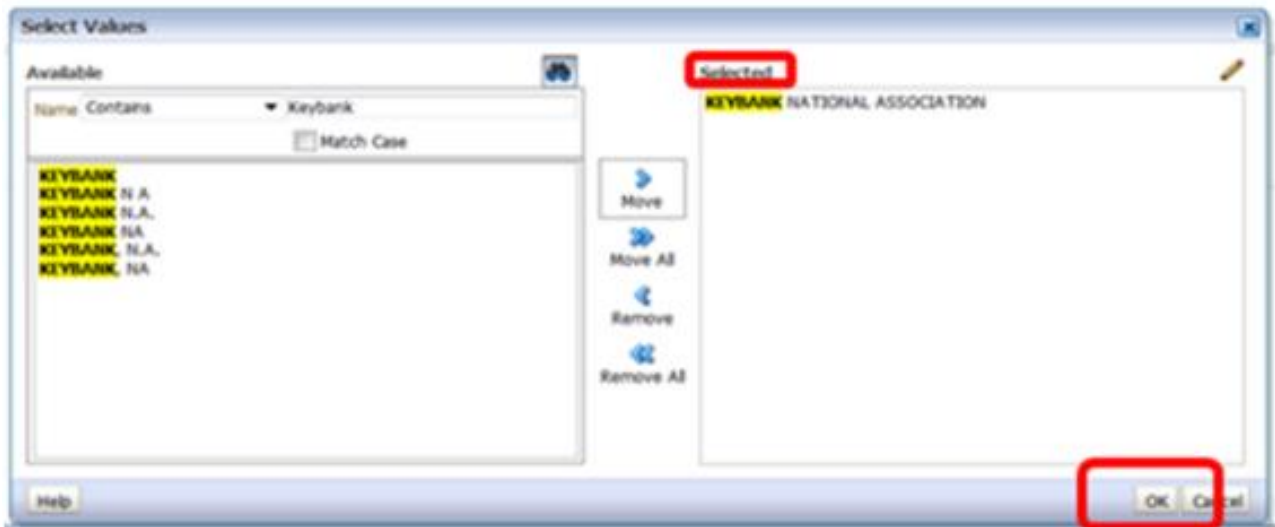 Select Values
Available
Selected
Name Contains Keybank
Match Case
KEYBANK
KEYBANK N A
KEYBANK N.A.
KEYBANK NA
KEYBANK, N.A.
KEYBANK, NA
Move
Move All
Remove
Remove All
KEYBANK NATIONAL ASSOCIATION
Help
OK
Cancel